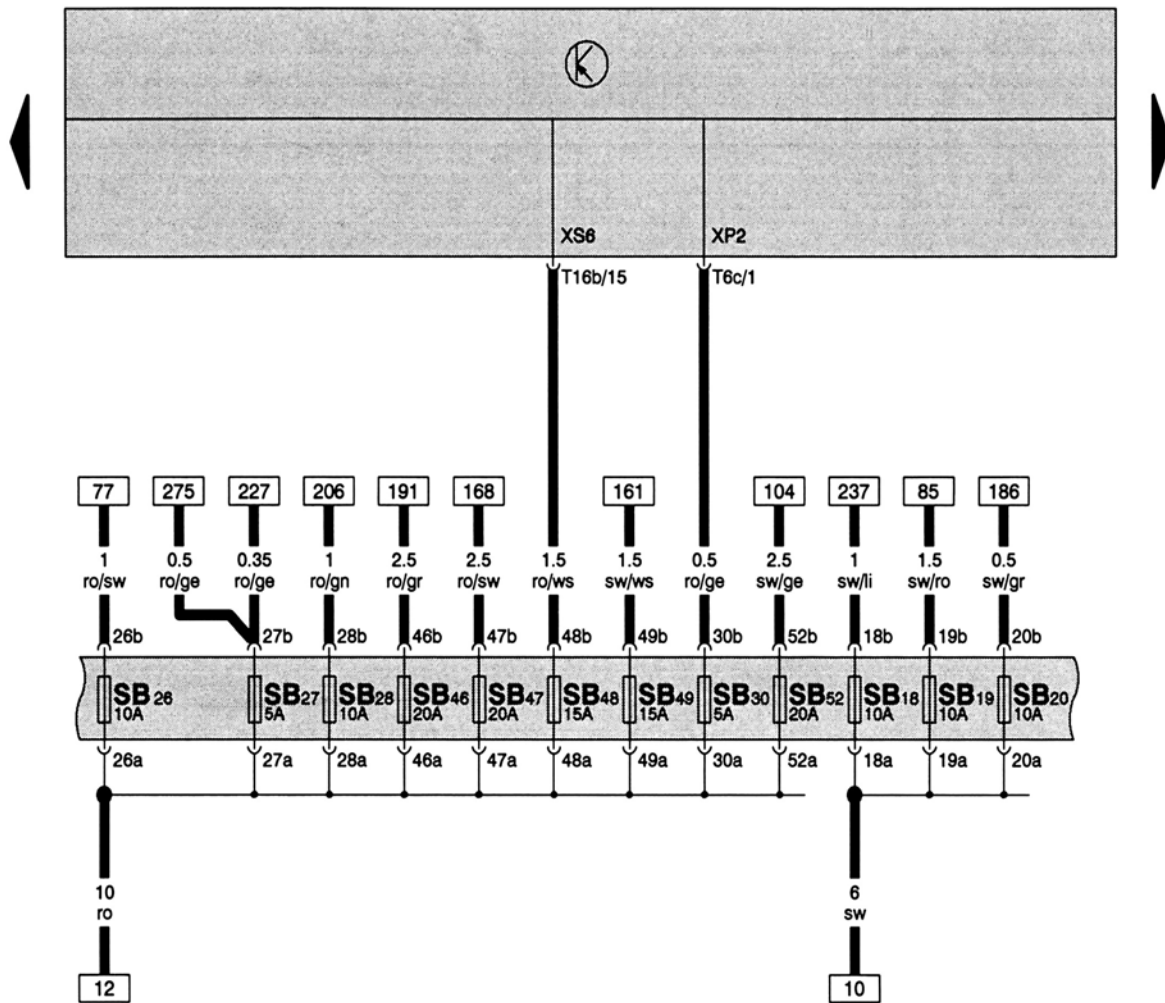 XS6 XP2
T16b/15 T6c/1
77 275 227 206 191 168 161 104 237 85 186
1 0.5 0.35 1 2.5 2.5 1.5 1.5 0.5 2.5 1 1.5 0.5
ro/sw ro/ge ro/ge ro/gn ro/gr ro/sw ro/ws sw/ws ro/ge sw/ge sw/li sw/ro sw/gr
26b 27b 28b 46b 47b 48b 49b 30b 52b 18b 19b 20b
SB26 SB27 SB28 SB46 SB47 SB48 SB49 SB30 SB52 SB18 SB19 SB20
10A 5A 10A 20A 20A 15A 15A 5A 20A 10A 10A 10A
26a 27a 28a 46a 47a 48a 49a 30a 52a 18a 19a 20a
10 6
ro sw
12 10